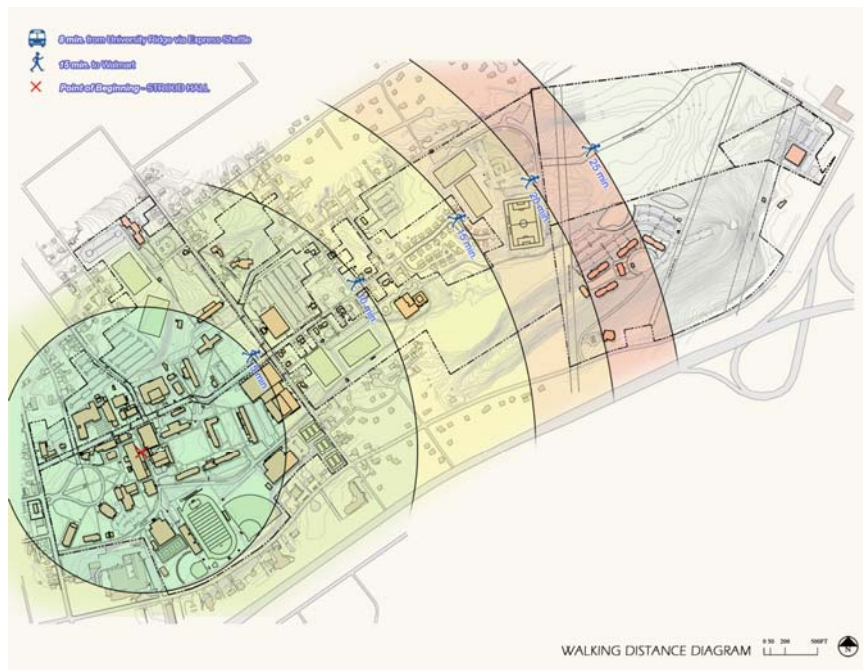 8 min. from University Ridge via Express Shuttle
15 min. to Walmart
Point of Beginning - STROUD HALL
25 min.
20 min.
15 min.
10 min.
5 min
WALKING DISTANCE DIAGRAM
0 50 200 500FT
N